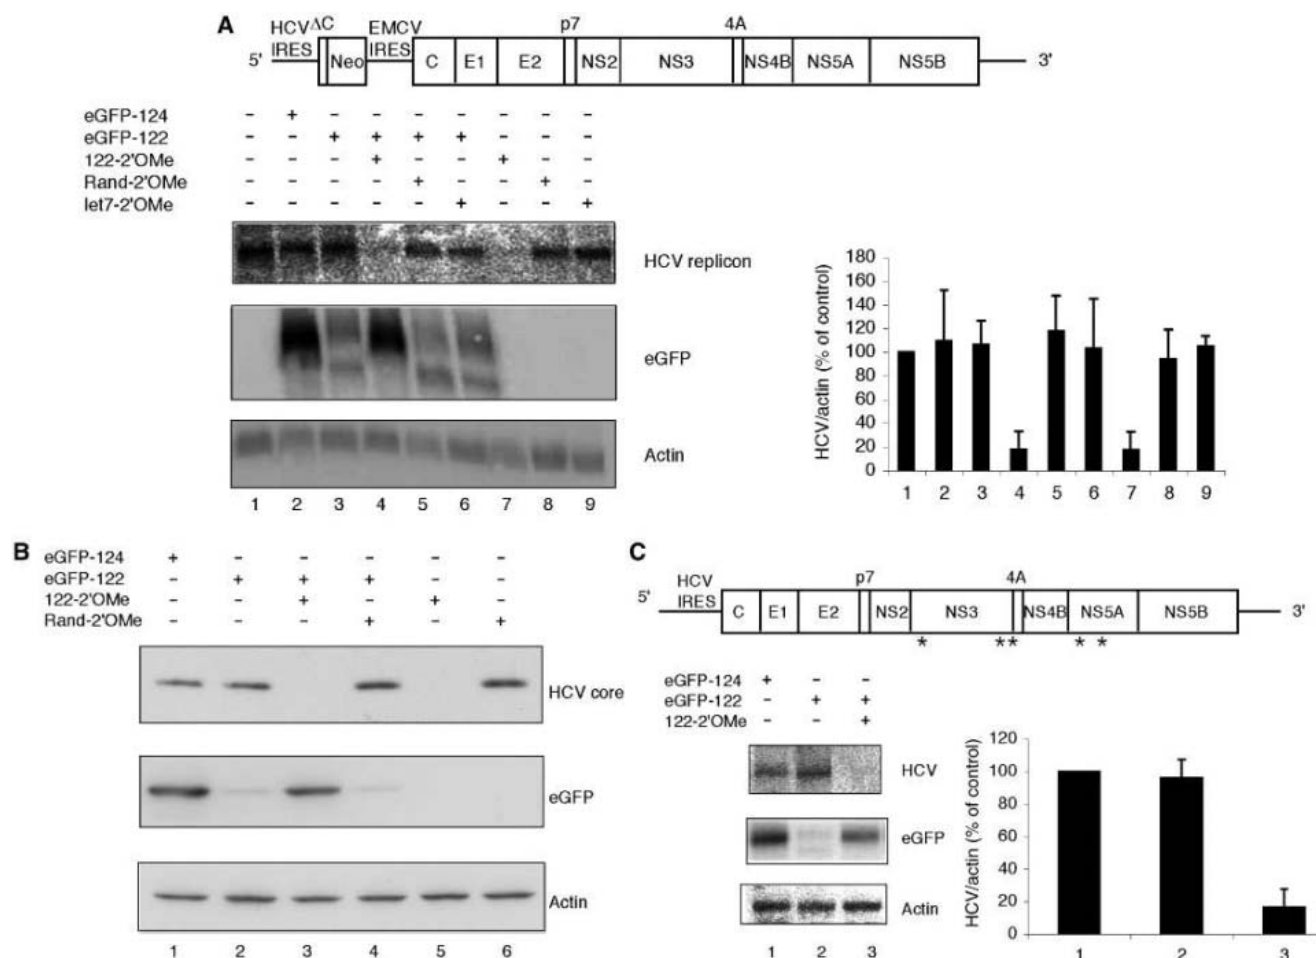 A
HCV ΔC
IRES
EMCV
IRES
p7
4A
5'
Neo
C
E1
E2
NS2
NS3
NS4B
NS5A
NS5B
3'
eGFP-124 - + - - - - - - -
eGFP-122 - - + + + + - - -
122-2'OMe - - - + - - + - -
Rand-2'OMe - - - - + - - + -
let7-2'OMe - - - - - + - - +
HCV replicon
eGFP
Actin
1 2 3 4 5 6 7 8 9
HCV/actin (% of control)
180
160
140
120
100
80
60
40
20
0
1 2 3 4 5 6 7 8 9
B
eGFP-124 + - - - - -
eGFP-122 - + + + - -
122-2'OMe - - + - + -
Rand-2'OMe - - - + - +
HCV core
eGFP
Actin
1 2 3 4 5 6
C
HCV
IRES
p7
4A
5'
C
E1
E2
NS2
NS3
NS4B
NS5A
NS5B
3'
* ** * *
eGFP-124 + - -
eGFP-122 - + +
122-2'OMe - - +
HCV
eGFP
Actin
1 2 3
HCV/actin (% of control)
120
100
80
60
40
20
0
1 2 3